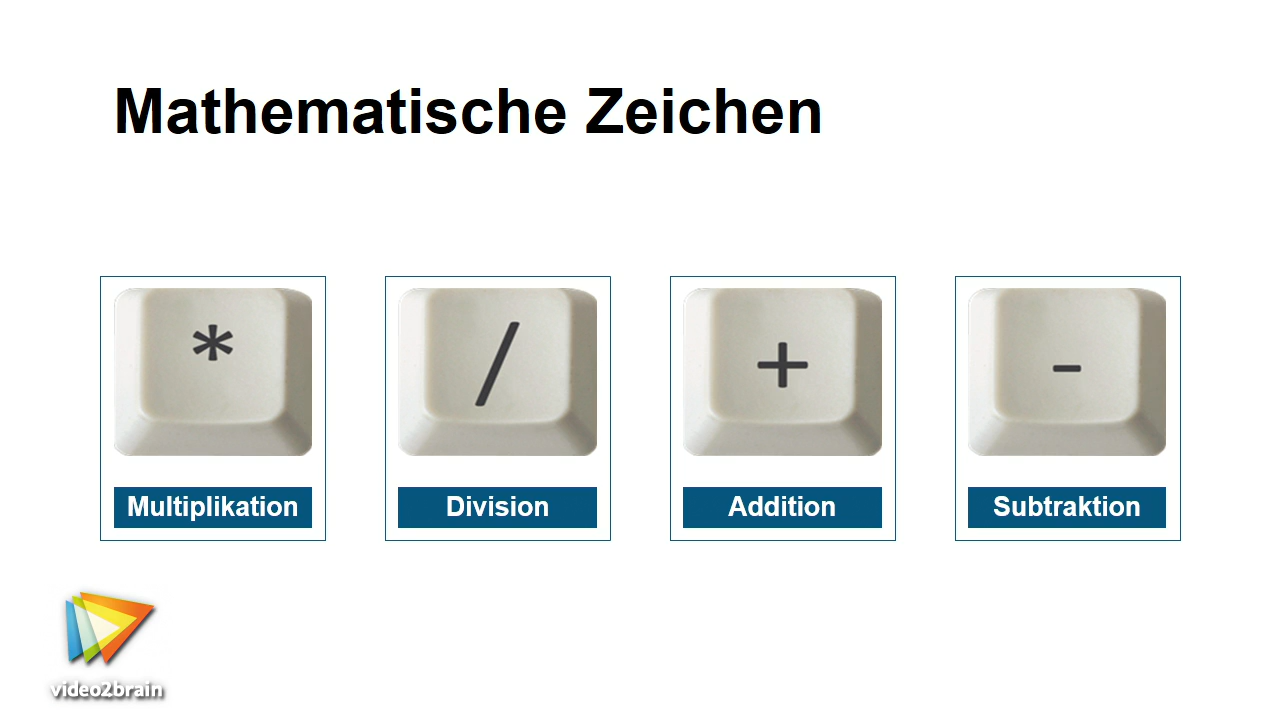 Mathematische Zeichen
* / + -
Multiplikation Division Addition Subtraktion
video2brain